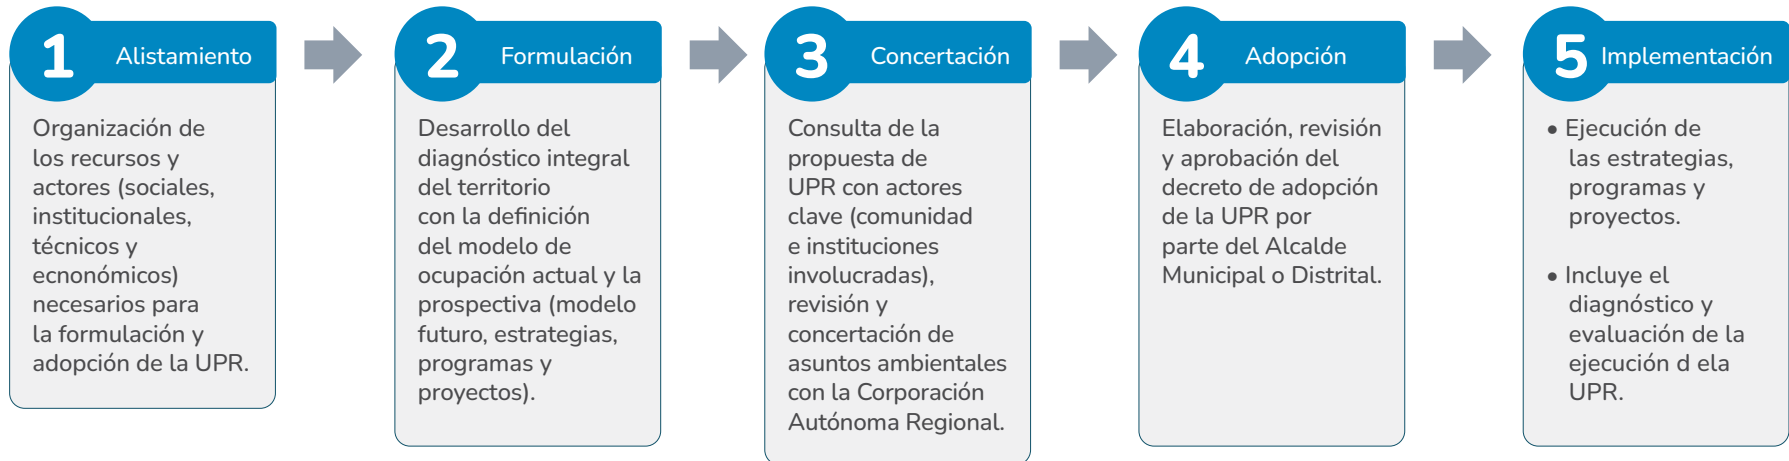 1 Alistamiento
Organización de
los recursos y
actores (sociales,
institucionales,
técnicos y
ecnonómicos)
necesarios para
la formulación y
adopción de la UPR.
2 Formulación
Desarrollo del
diagnóstico integral
del territorio
con la definición
del modelo de
ocupación actual y la
prospectiva (modelo
futuro, estrategias,
programas y
proyectos).
3 Concertación
Consulta de la
propuesta de
UPR con actores
clave (comunidad
e instituciones
involucradas),
revisión y
concertación de
asuntos ambientales
con la Corporación
Autónoma Regional.
4 Adopción
Elaboración, revisión
y aprobación del
decreto de adopción
de la UPR por
parte del Alcalde
Municipal o Distrital.
5 Implementación
• Ejecución de
las estrategias,
programas y
proyectos.
• Incluye el
diagnóstico y
evaluación de la
ejecución d ela
UPR.